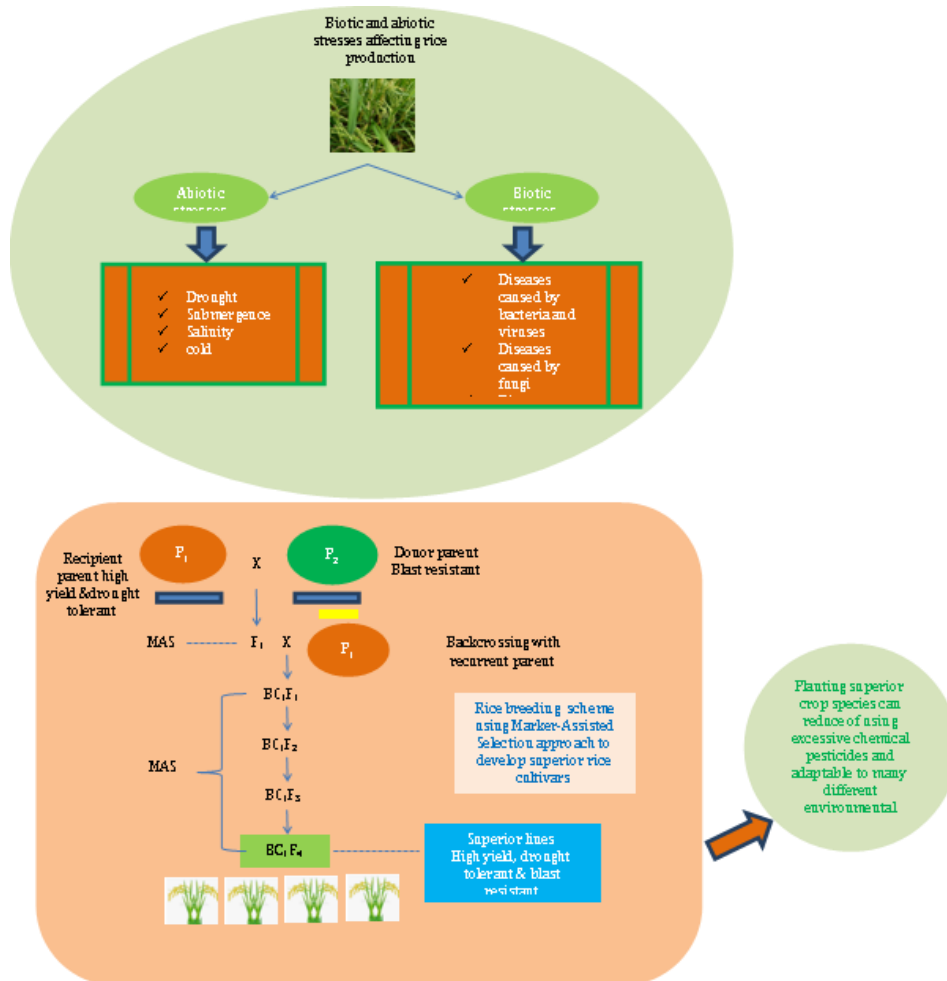 Biotic and abiotic
stresses affecting rice
production
Abiotic
stresses
Biotic
stresses
✓ Drought
✓ Submergence
✓ Salinity
✓ cold
✓ Diseases
caused by
bacteria and
viruses
✓ Diseases
caused by
fungi
Recipient
parent high
yield &drought
tolerant
P₁
X
P₂
Donor parent
Blast resistant
MAS
F₁ X
P₁
Backcrossing with
recurrent parent
BC₁F₁
BC₁F₂
MAS
BC₁F₃
BC₁F₄
Rice breeding scheme
using Marker-Assisted
Selection approach to
develop superior rice
cultivars
Superior lines
High yield, drought
tolerant & blast
resistant
Planting superior
crop species can
reduce of using
excessive chemical
pesticides and
adaptable to many
different
environmental